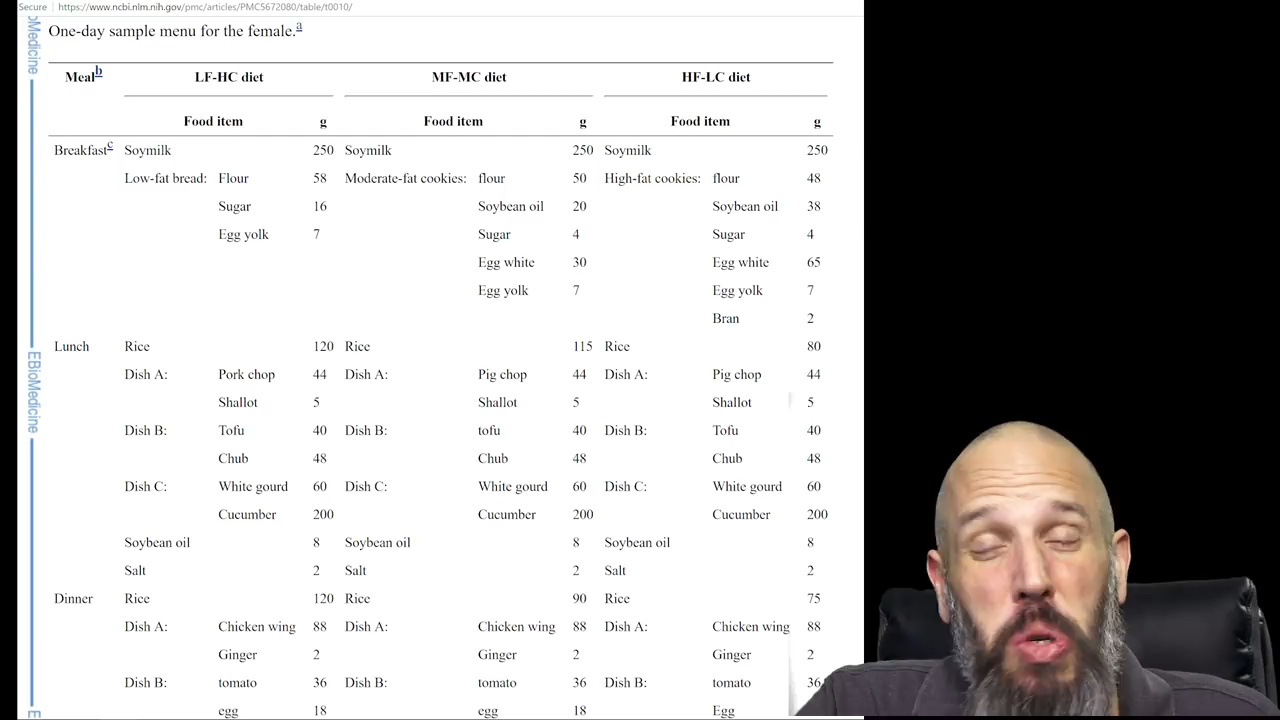 Secure https://www.ncbi.nlm.nih.gov/pmc/articles/PMC5672080/table/t0010/
One-day sample menu for the female.a
Mealb LF-HC diet MF-MC diet HF-LC diet
Food item g Food item g Food item g
Breakfastc Soymilk 250 Soymilk 250 Soymilk 250
Low-fat bread: Flour 58 Moderate-fat cookies: flour 50 High-fat cookies: flour 48
Sugar 16 Soybean oil 20 Soybean oil 38
Egg yolk 7 Sugar 4 Sugar 4
Egg white 30 Egg white 65
Egg yolk 7 Egg yolk 7
Bran 2
Lunch Rice 120 Rice 115 Rice 80
Dish A: Pork chop 44 Dish A: Pig chop 44 Dish A: Pig chop 44
Shallot 5 Shallot 5 Shallot 5
Dish B: Tofu 40 Dish B: tofu 40 Dish B: Tofu 40
Chub 48 Chub 48 Chub 48
Dish C: White gourd 60 Dish C: White gourd 60 Dish C: White gourd 60
Cucumber 200 Cucumber 200 Cucumber 200
Soybean oil 8 Soybean oil 8 Soybean oil 8
Salt 2 Salt 2 Salt 2
Dinner Rice 120 Rice 90 Rice 75
Dish A: Chicken wing 88 Dish A: Chicken wing 88 Dish A: Chicken wing 88
Ginger 2 Ginger 2 Ginger 2
Dish B: tomato 36 Dish B: tomato 36 Dish B: tomato 36
egg 18 egg 18 Egg
oMedicine
EBioMedicine